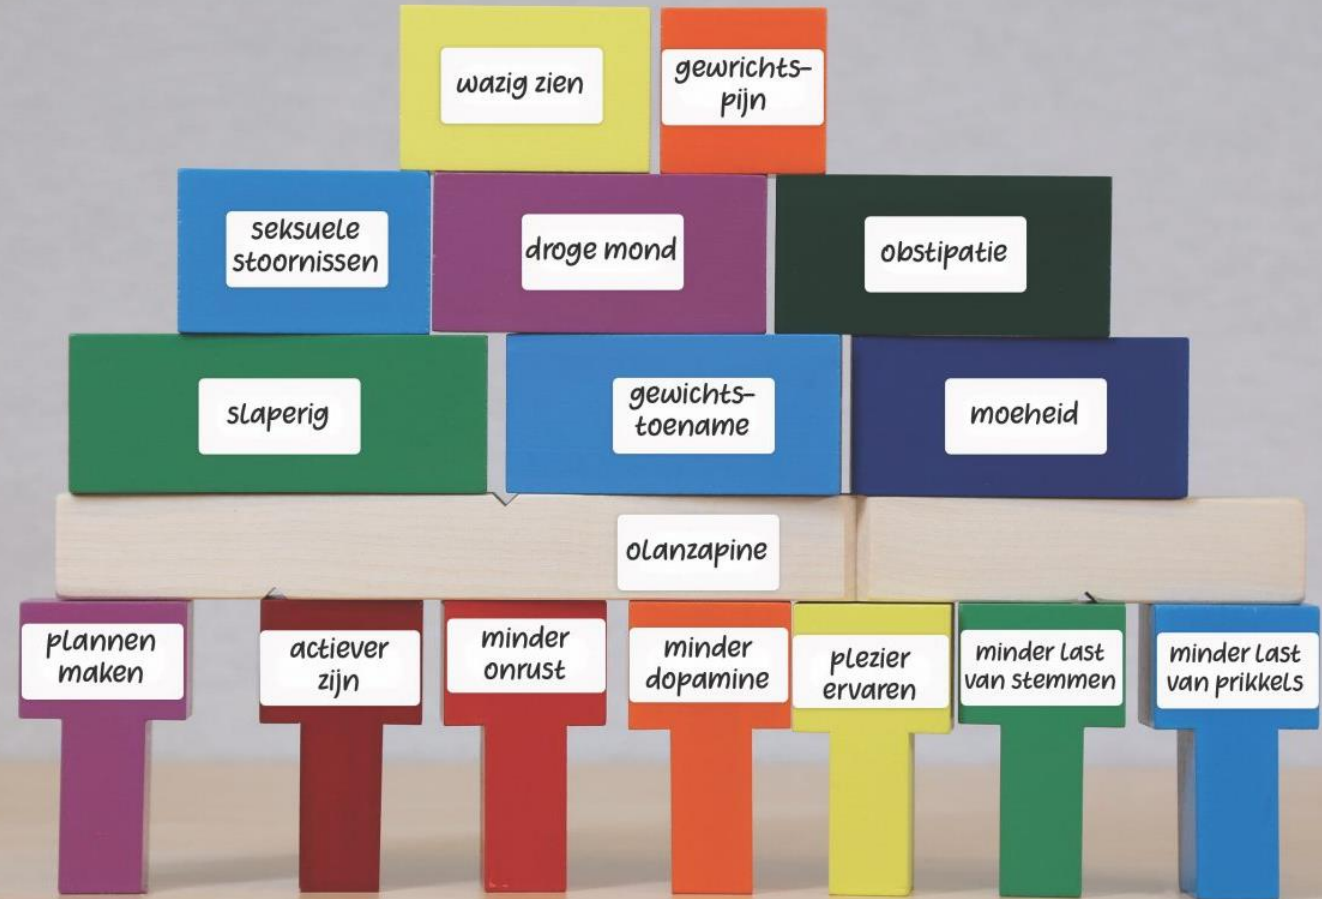 wazig zien
gewrichts-
pijn
seksuele
stoornissen
droge mond
obstipatie
slaperig
gewichts-
toename
moeheid
olanzapine
plannen
maken
actiever
zijn
minder
onrust
minder
dopamine
plezier
ervaren
minder last
van stemmen
minder last
van prikkels